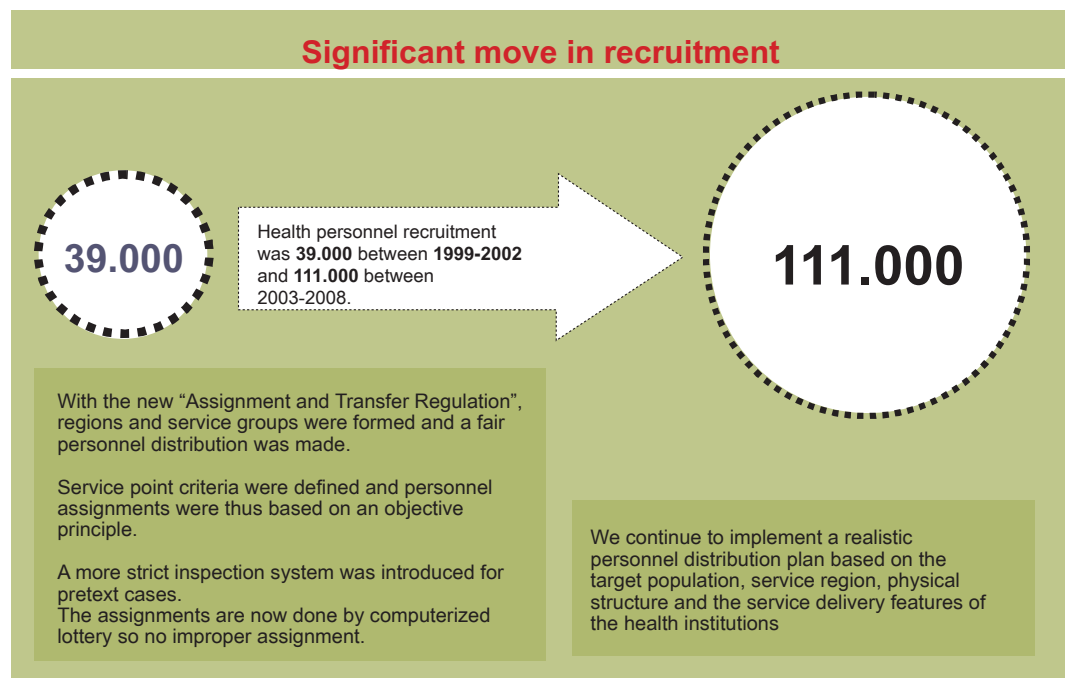 Significant move in recruitment
39.000
Health personnel recruitment
was 39.000 between 1999-2002
and 111.000 between
2003-2008.
111.000
With the new “Assignment and Transfer Regulation”,
regions and service groups were formed and a fair
personnel distribution was made.
Service point criteria were defined and personnel
assignments were thus based on an objective
principle.
A more strict inspection system was introduced for
pretext cases.
The assignments are now done by computerized
lottery so no improper assignment.
We continue to implement a realistic
personnel distribution plan based on the
target population, service region, physical
structure and the service delivery features of
the health institutions